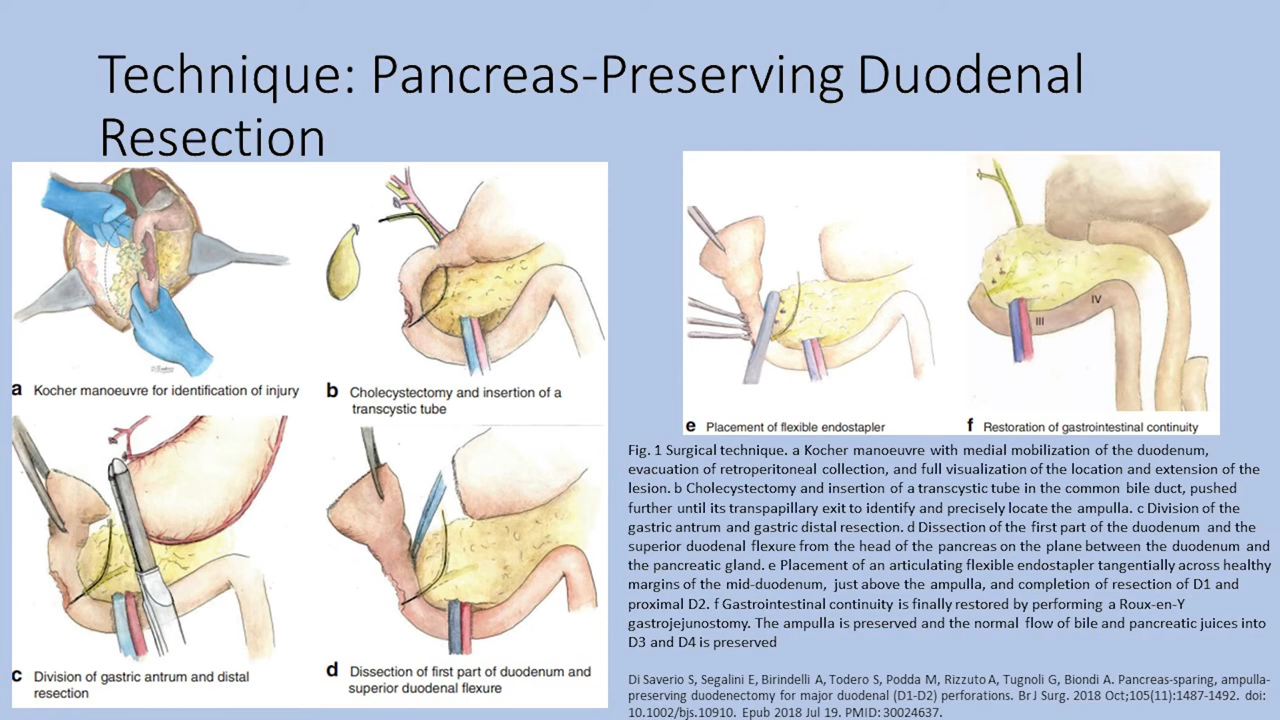 Technique: Pancreas-Preserving Duodenal
Resection
a Kocher manoeuvre for identification of injury
b Cholecystectomy and insertion of a
transcystic tube
c Division of gastric antrum and distal
resection
d Dissection of first part of duodenum and
superior duodenal flexure
e Placement of flexible endostapler
IV
III
f Restoration of gastrointestinal continuity
Fig. 1 Surgical technique. a Kocher manoeuvre with medial mobilization of the duodenum,
evacuation of retroperitoneal collection, and full visualization of the location and extension of the
lesion. b Cholecystectomy and insertion of a transcystic tube in the common bile duct, pushed
further until its transpapillary exit to identify and precisely locate the ampulla. c Division of the
gastric antrum and gastric distal resection. d Dissection of the first part of the duodenum and the
superior duodenal flexure from the head of the pancreas on the plane between the duodenum and
the pancreatic gland. e Placement of an articulating flexible endostapler tangentially across healthy
margins of the mid-duodenum, just above the ampulla, and completion of resection of D1 and
proximal D2. f Gastrointestinal continuity is finally restored by performing a Roux-en-Y
gastrojejunostomy. The ampulla is preserved and the normal flow of bile and pancreatic juices into
D3 and D4 is preserved
Di Saverio S, Segalini E, Birindelli A, Todero S, Podda M, Rizzuto A, Tugnoli G, Biondi A. Pancreas-sparing, ampulla-
preserving duodenectomy for major duodenal (D1-D2) perforations. Br J Surg. 2018 Oct;105(11):1487-1492. doi:
10.1002/bjs.10910. Epub 2018 Jul 19. PMID: 30024637.